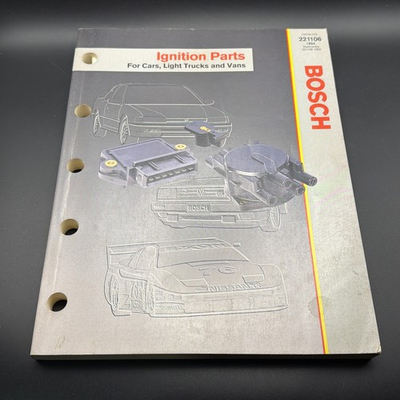 Ignition Parts
For Cars, Light Trucks and Vans
221106
BOSCH
BOSCH